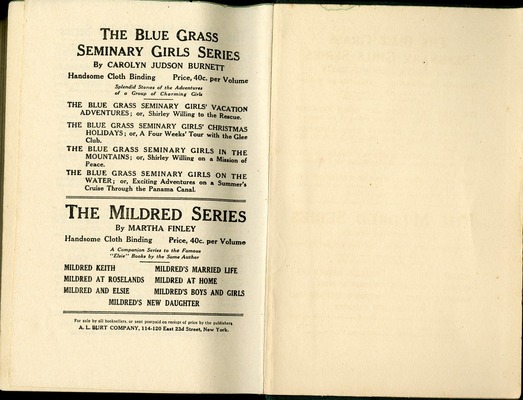 THE BLUE GRASS
SEMINARY GIRLS SERIES
By CAROLYN JUDSON BURNETT
Handsome Cloth Binding Price, 40c. per Volume
Splendid Stories of the Adventures
of a Group of Charming Girls
THE BLUE GRASS SEMINARY GIRLS' VACATION
ADVENTURES; or, Shirley Willing to the Rescue.
THE BLUE GRASS SEMINARY GIRLS' CHRISTMAS
HOLIDAYS; or, A Four Weeks' Tour with the Glee
Club.
THE BLUE GRASS SEMINARY GIRLS IN THE
MOUNTAINS; or, Shirley Willing on a Mission of
Peace.
THE BLUE GRASS SEMINARY GIRLS ON THE
WATER; or, Exciting Adventures on a Summer's
Cruise Through the Panama Canal.
THE MILDRED SERIES
By MARTHA FINLEY
Handsome Cloth Binding Price, 40c. per Volume
A Companion Series to the Famous
"Elsie" Books by the Same Author
MILDRED KEITH MILDRED'S MARRIED LIFE
MILDRED AT ROSELANDS MILDRED AT HOME
MILDRED AND ELSIE MILDRED'S BOYS AND GIRLS
MILDRED'S NEW DAUGHTER
For sale by all booksellers, or sent postpaid on receipt of price by the publishers
A. L. BURT COMPANY, 114-120 East 23d Street, New York.